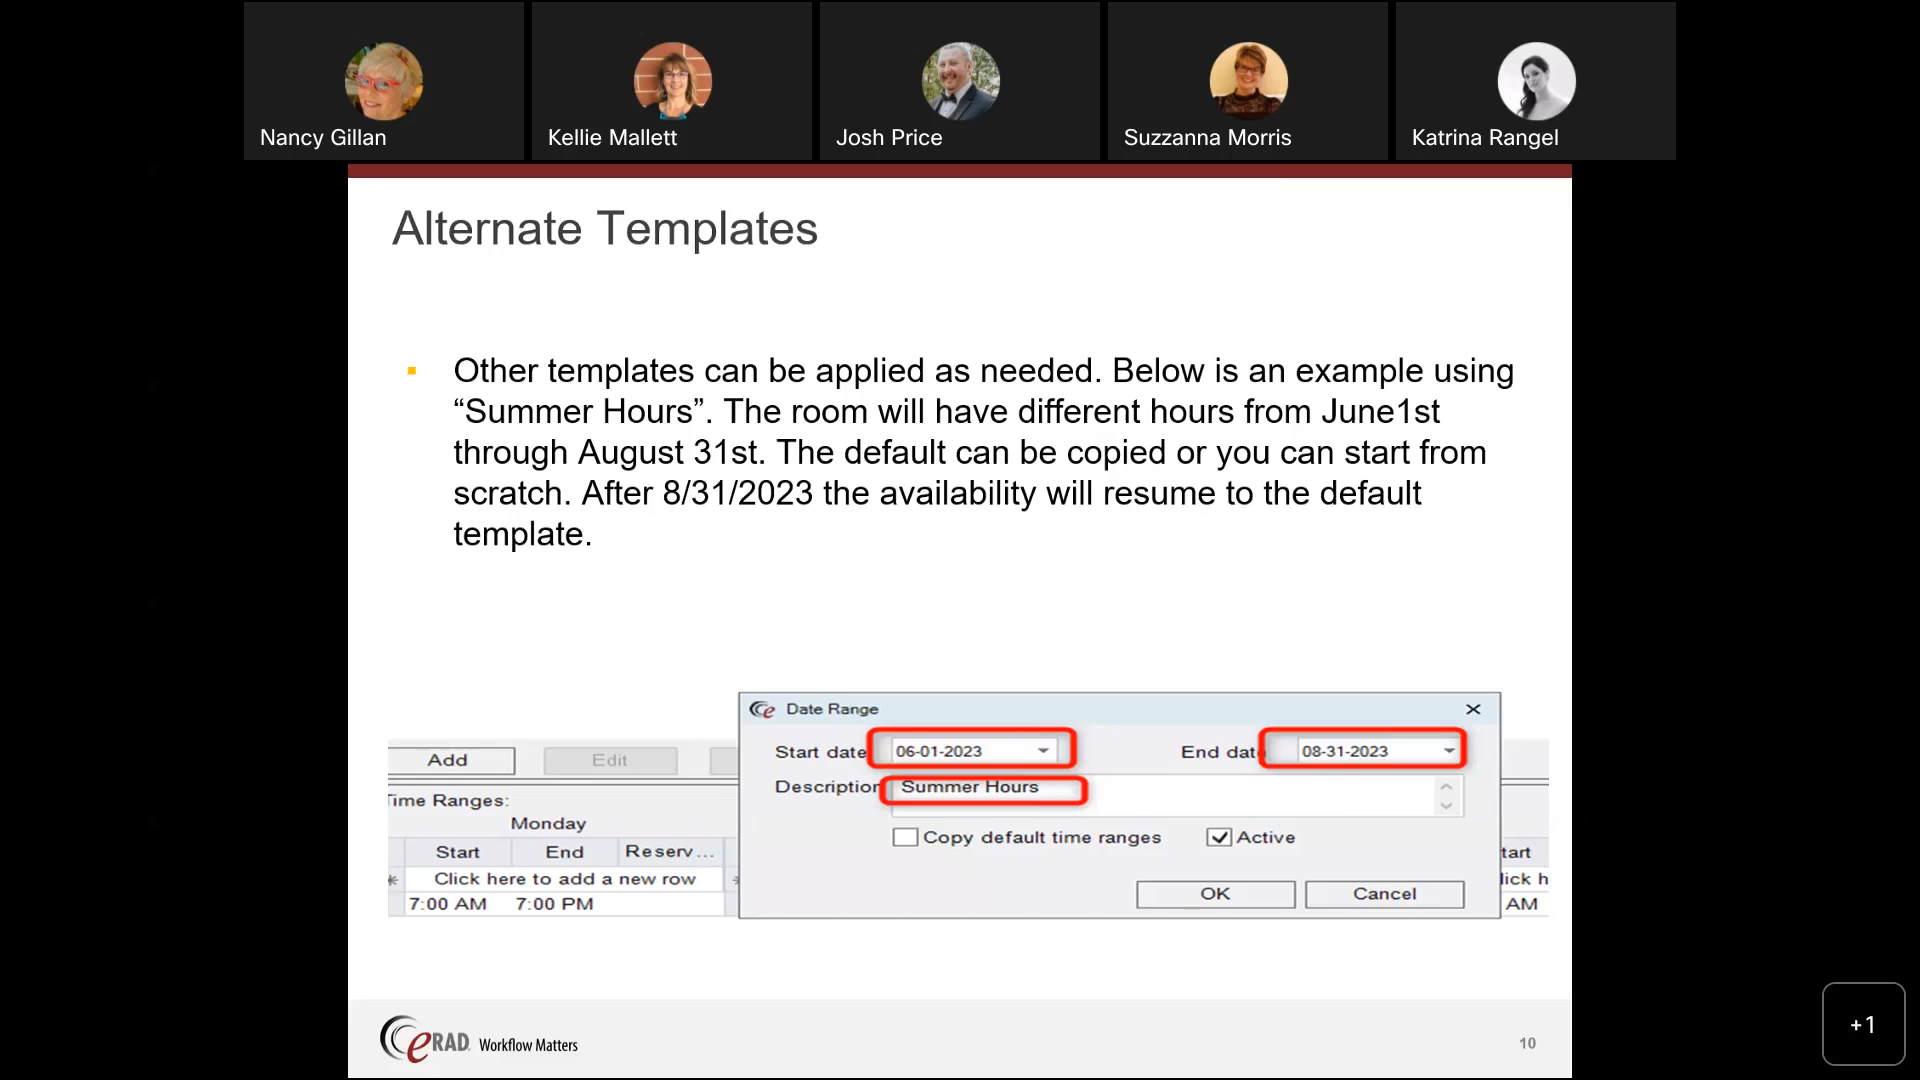 Nancy Gillan
Kellie Mallett
Josh Price
Suzzanna Morris
Katrina Rangel
Alternate Templates
Other templates can be applied as needed. Below is an example using
“Summer Hours”. The room will have different hours from June1st
through August 31st. The default can be copied or you can start from
scratch. After 8/31/2023 the availability will resume to the default
template.
Date Range
Start date 06-01-2023 End date 08-31-2023
Description Summer Hours
Copy default time ranges Active
OK Cancel
Add Edit
Time Ranges:
Monday
Start End Reserv...
Click here to add a new row
7:00 AM 7:00 PM
tart
lick h
AM
eRAD Workflow Matters
10
+1